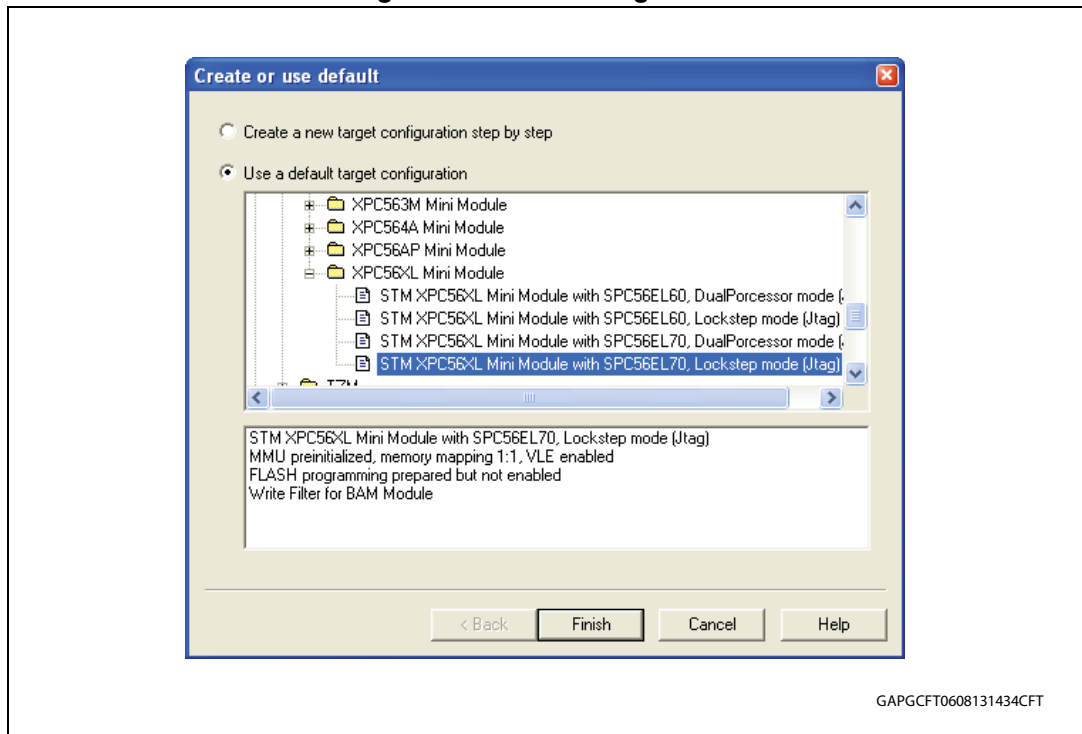 Create or use default
Create a new target configuration step by step
Use a default target configuration
XPC563M Mini Module
XPC564A Mini Module
XPC56AP Mini Module
XPC56XL Mini Module
STM XPC56XL Mini Module with SPC56EL60, DualPorcessor mode (
STM XPC56XL Mini Module with SPC56EL60, Lockstep mode (Jtag)
STM XPC56XL Mini Module with SPC56EL70, DualPorcessor mode (
STM XPC56XL Mini Module with SPC56EL70, Lockstep mode (Jtag)
STM XPC56XL Mini Module with SPC56EL70, Lockstep mode (Jtag)
MMU preinitialized, memory mapping 1:1, VLE enabled
FLASH programming prepared but not enabled
Write Filter for BAM Module
< Back Finish Cancel Help
GAPGCFT0608131434CFT